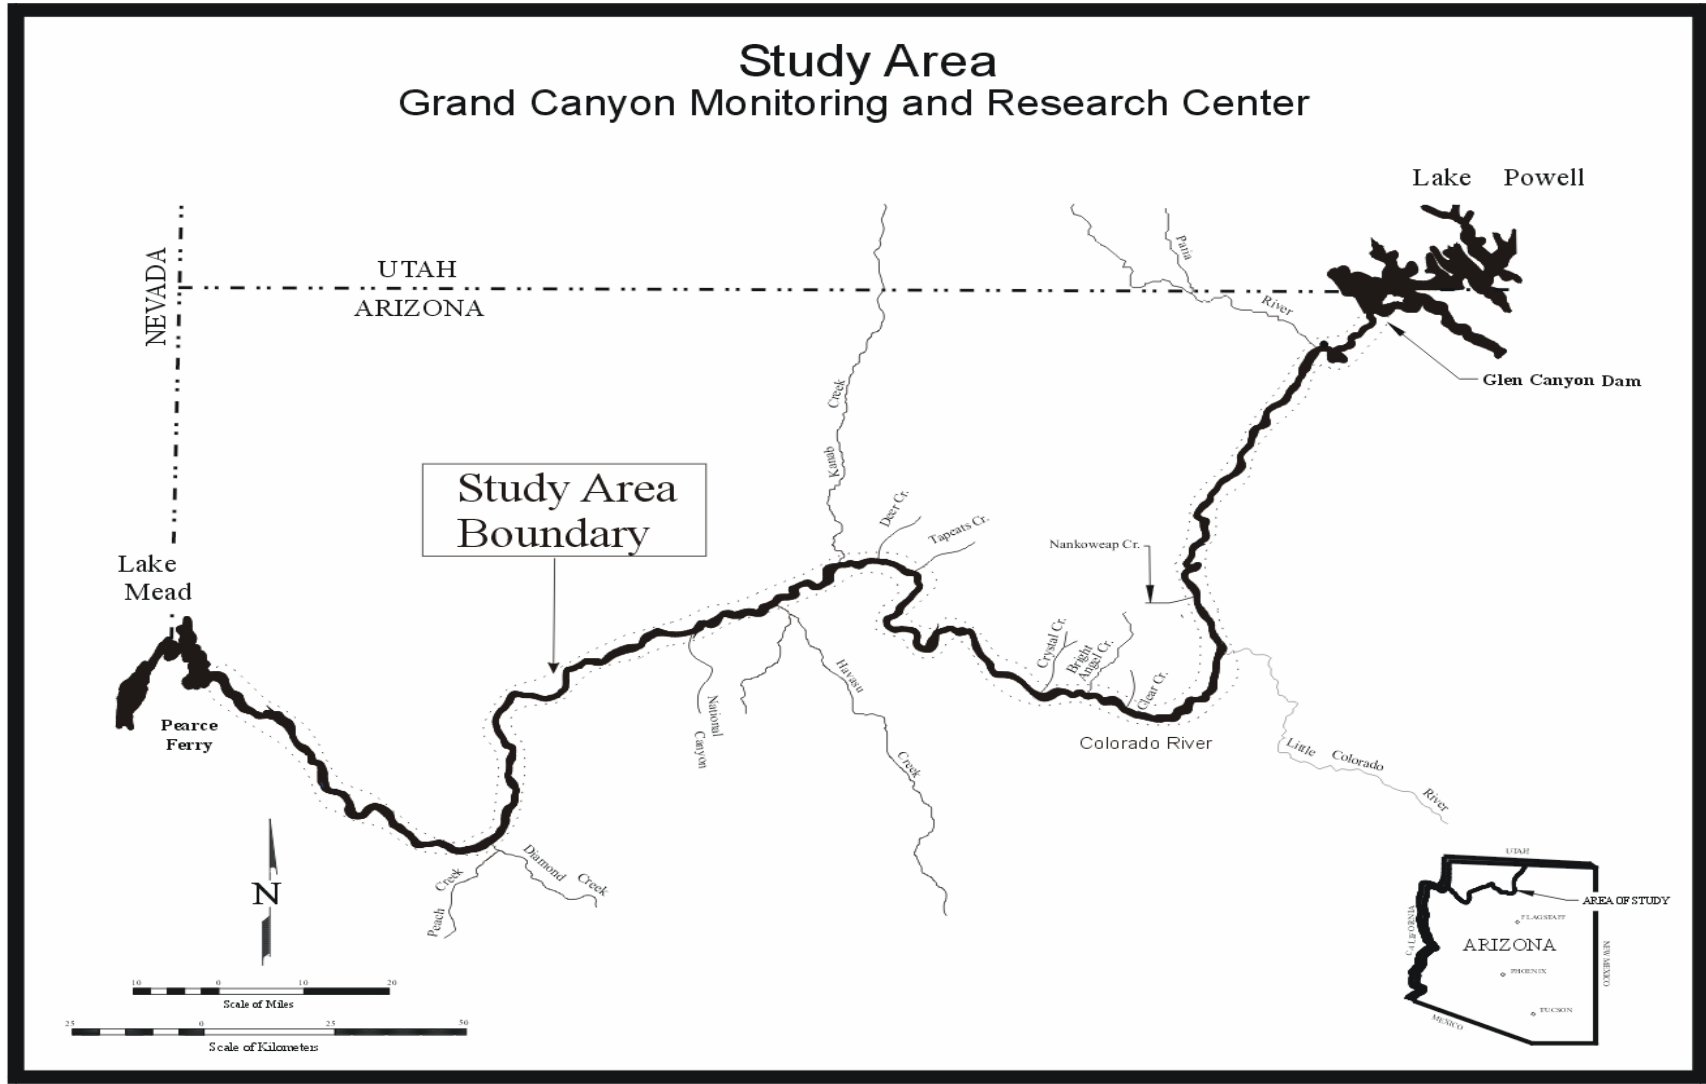 Study Area
Grand Canyon Monitoring and Research Center
Lake Powell
NEVADA
UTAH
ARIZONA
Paria
River
Glen Canyon Dam
Kanab Creek
Study Area
Boundary
Deer Cr.
Tapeats Cr.
Nankoweap Cr.
Lake
Mead
Crystal Cr.
Bright
Angel Cr.
Clear Cr.
Havasu
Creek
National
Canyon
Pearce
Ferry
Colorado River
Little Colorado
River
Diamond Creek
Peach Creek
N
10 0 10 20
Scale of Miles
25 0 25 50
Scale of Kilometers
UTAH
AREA OF STUDY
CALIFORNIA
FLAGSTAFF
ARIZONA
NEW MEXICO
PHOENIX
TUCSON
MEXICO